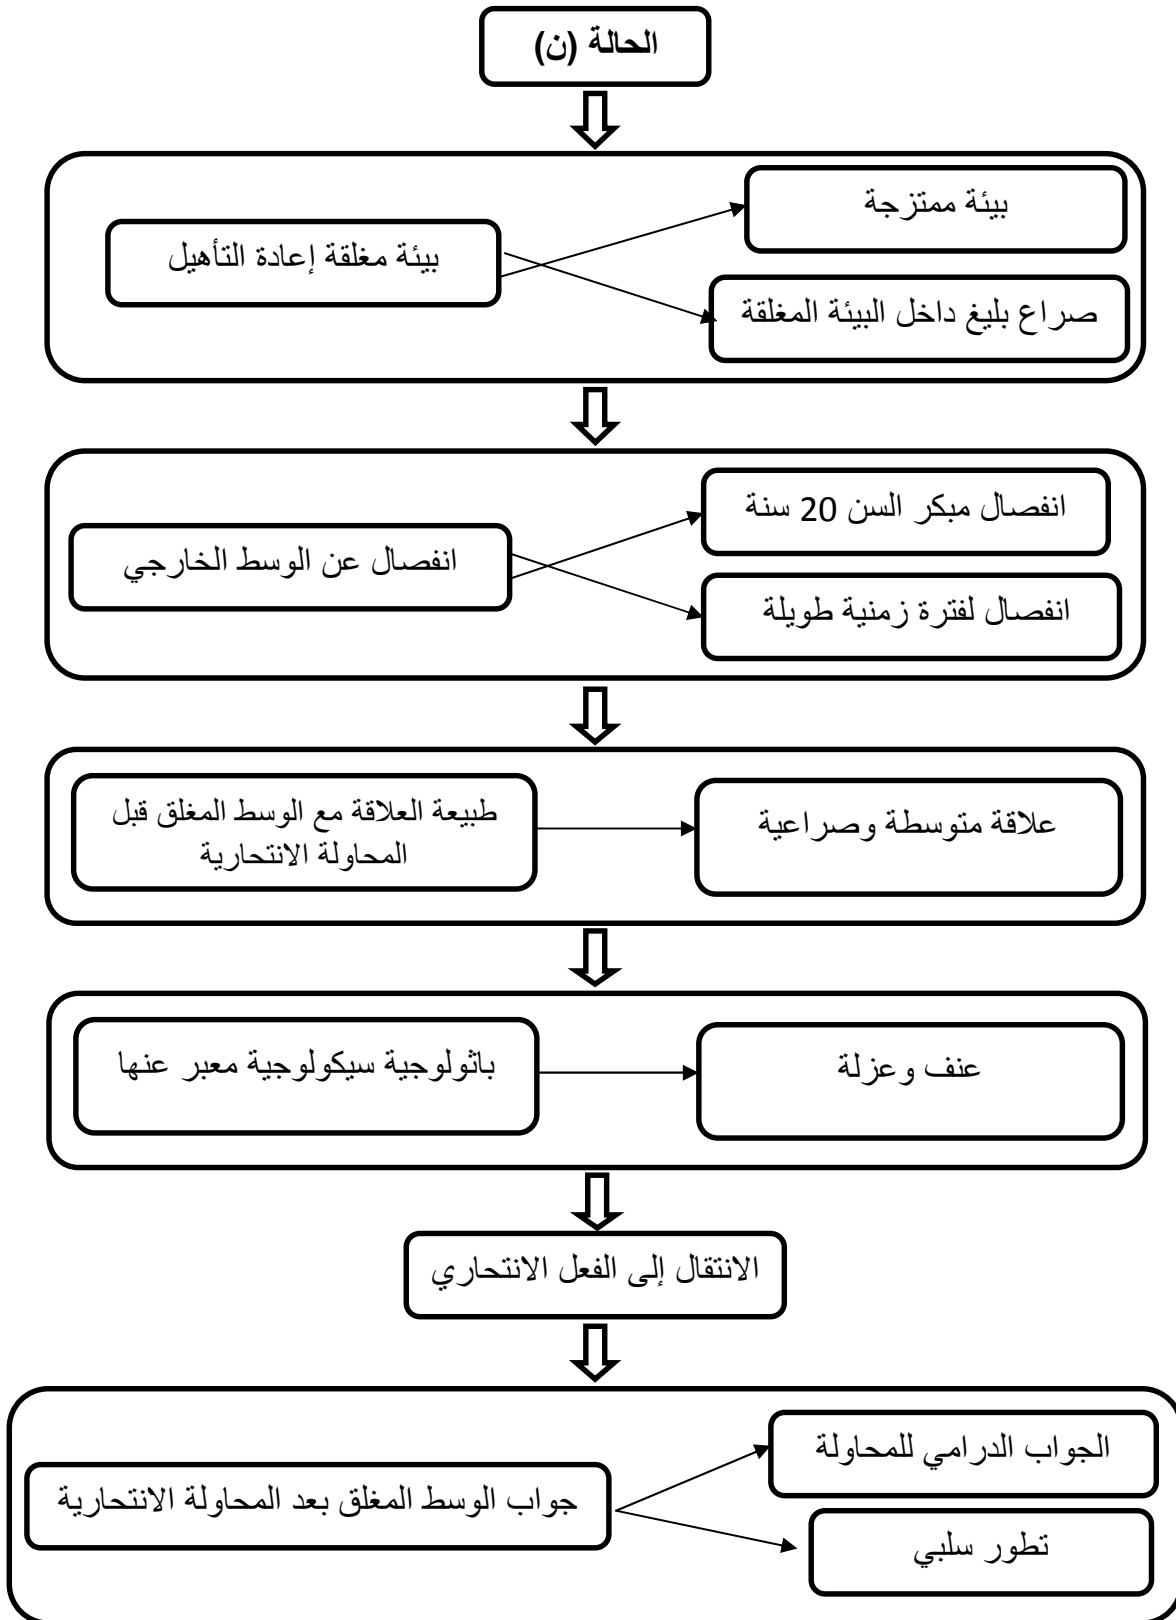 الحالة (ن)
بيئة ممتزجة
بيئة مغلقة إعادة التأهيل
صراع بليغ داخل البيئة المغلقة
انفصال مبكر السن 20 سنة
انفصال عن الوسط الخارجي
انفصال لفترة زمنية طويلة
طبيعة العلاقة مع الوسط المغلق قبل
المحاولة الانتحارية
علاقة متوسطة وصراعية
باثولوجية سيكولوجية معبر عنها
عنف وعزلة
الانتقال إلى الفعل الانتحاري
الجواب الدرامي للمحاولة
جواب الوسط المغلق بعد المحاولة الانتحارية
تطور سلبي